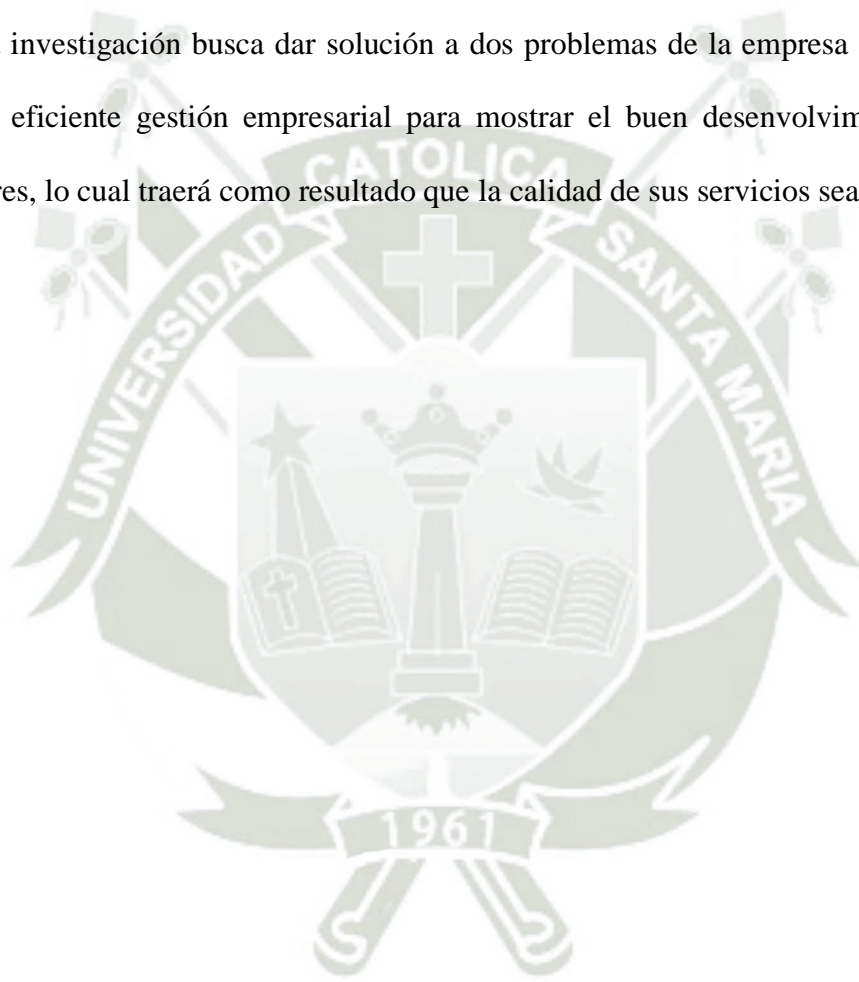 investigación busca dar solución a dos problemas de la empresa
eficiente gestión empresarial para mostrar el buen
res, lo cual traerá como resultado que la calidad de sus servicios sea
UNIVERSIDAD CATOLICA SANTA MARIA
1961